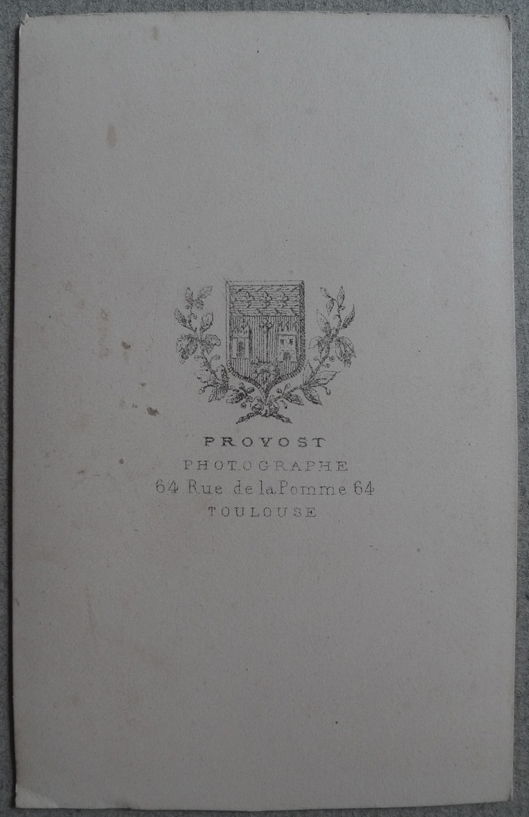 PROVOST
PHOTOGRAPHE
64 Rue de la Pomme 64
TOULOUSE